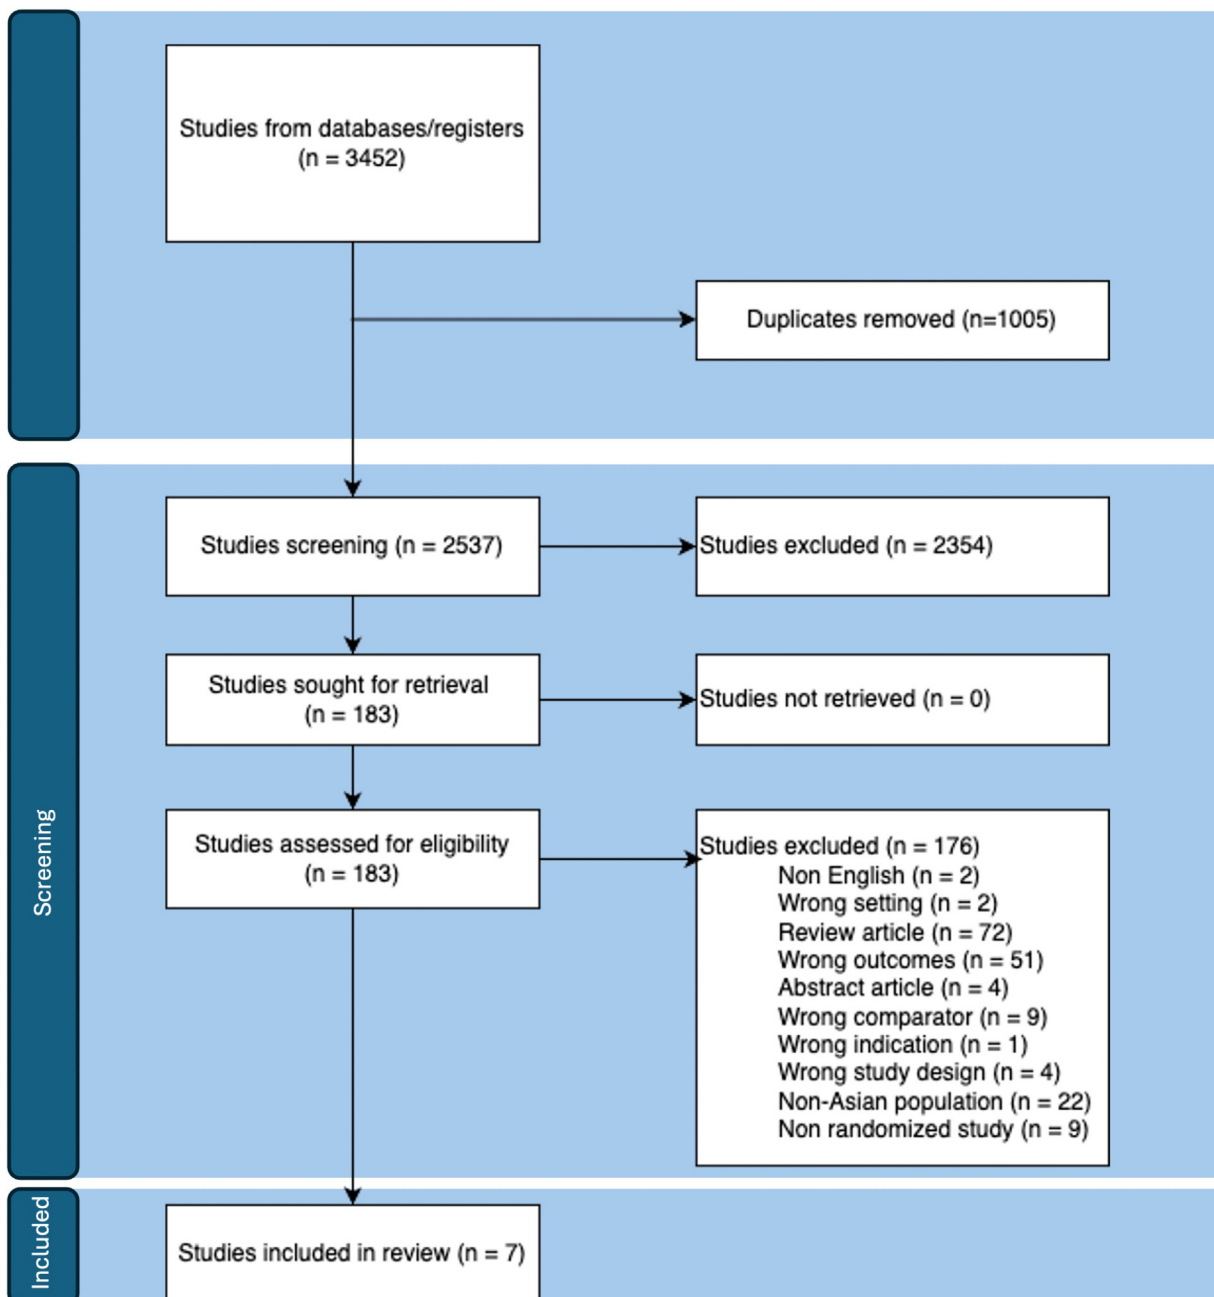 Studies from databases/registers
(n = 3452)
Duplicates removed (n=1005)
Screening
Studies screening (n = 2537)
Studies excluded (n = 2354)
Studies sought for retrieval
(n = 183)
Studies not retrieved (n = 0)
Studies assessed for eligibility
(n = 183)
Studies excluded (n = 176)
Non English (n = 2)
Wrong setting (n = 2)
Review article (n = 72)
Wrong outcomes (n = 51)
Abstract article (n = 4)
Wrong comparator (n = 9)
Wrong indication (n = 1)
Wrong study design (n = 4)
Non-Asian population (n = 22)
Non randomized study (n = 9)
Included
Studies included in review (n = 7)